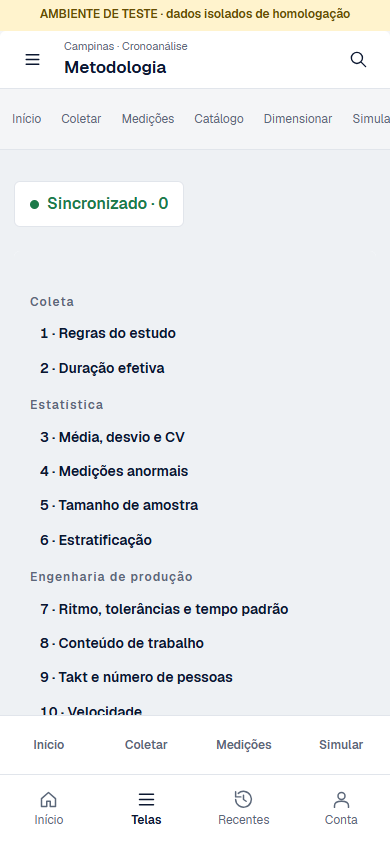 AMBIENTE DE TESTE · dados isolados de homologação
Campinas · Cronoanálise
Metodologia
Início Coletar Medições Catálogo Dimensionar Simula
Sincronizado · 0
Coleta
1 · Regras do estudo
2 · Duração efetiva
Estatística
3 · Média, desvio e CV
4 · Medições anormais
5 · Tamanho de amostra
6 · Estratificação
Engenharia de produção
7 · Ritmo, tolerâncias e tempo padrão
8 · Conteúdo de trabalho
9 · Takt e número de pessoas
10 · Velocidade
Início Coletar Medições Simular
Início Telas Recentes Conta